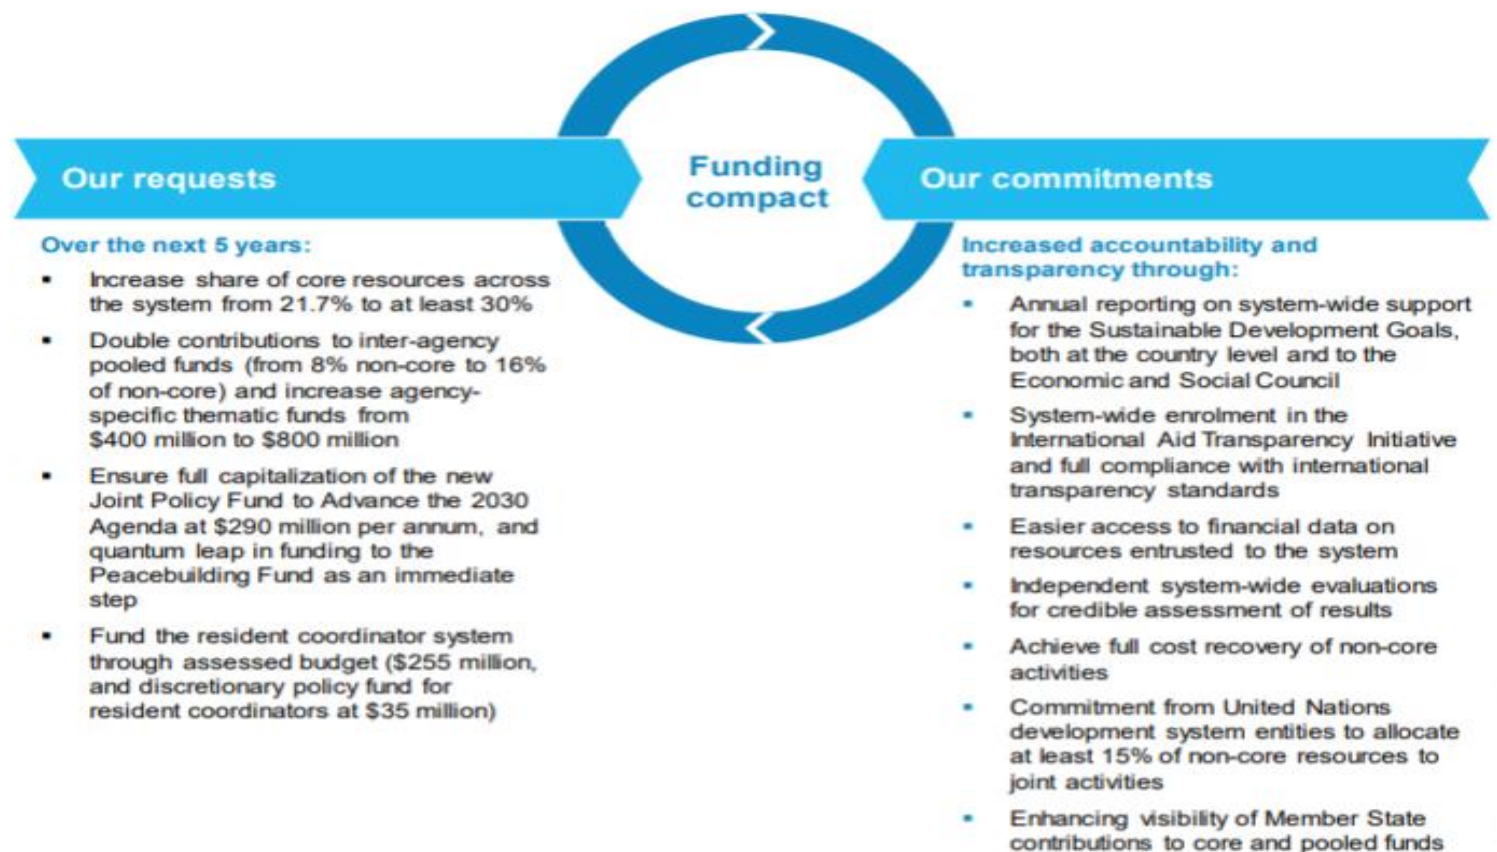 Funding
compact
Our requests
Over the next 5 years:
▪ Increase share of core resources across
the system from 21.7% to at least 30%
▪ Double contributions to inter-agency
pooled funds (from 8% non-core to 16%
of non-core) and increase agency-
specific thematic funds from
$400 million to $800 million
▪ Ensure full capitalization of the new
Joint Policy Fund to Advance the 2030
Agenda at $290 million per annum, and
quantum leap in funding to the
Peacebuilding Fund as an immediate
step
▪ Fund the resident coordinator system
through assessed budget ($255 million,
and discretionary policy fund for
resident coordinators at $35 million)
Our commitments
Increased accountability and
transparency through:
▪ Annual reporting on system-wide support
for the Sustainable Development Goals,
both at the country level and to the
Economic and Social Council
▪ System-wide enrolment in the
International Aid Transparency Initiative
and full compliance with international
transparency standards
▪ Easier access to financial data on
resources entrusted to the system
▪ Independent system-wide evaluations
for credible assessment of results
▪ Achieve full cost recovery of non-core
activities
▪ Commitment from United Nations
development system entities to allocate
at least 15% of non-core resources to
joint activities
▪ Enhancing visibility of Member State
contributions to core and pooled funds